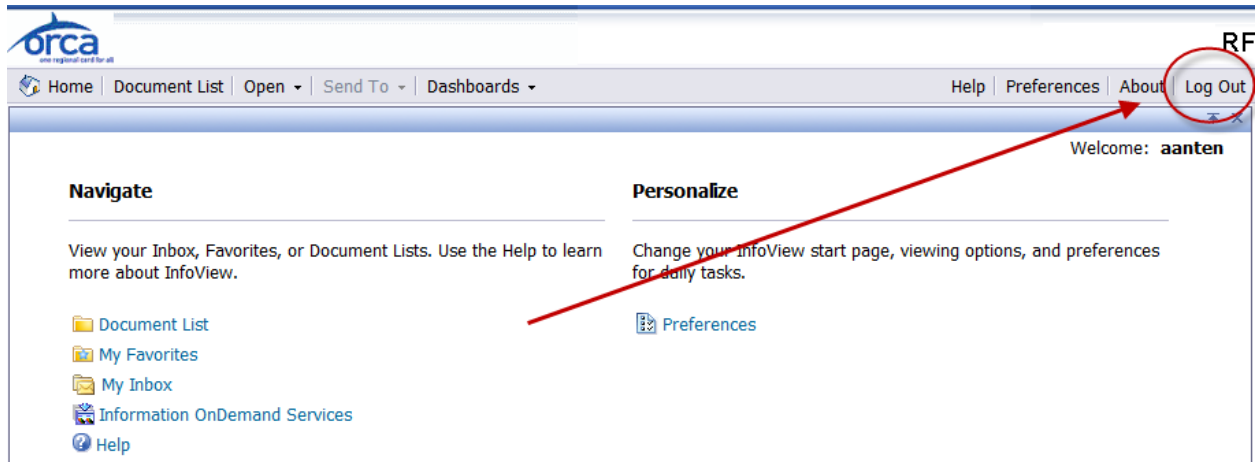 orca
one regional card for all
RF
Home Document List Open Send To Dashboards Help Preferences About Log Out
Welcome: aanten
Navigate
View your Inbox, Favorites, or Document Lists. Use the Help to learn
more about InfoView.
Document List
My Favorites
My Inbox
Information OnDemand Services
Help
Personalize
Change your InfoView start page, viewing options, and preferences
for daily tasks.
Preferences